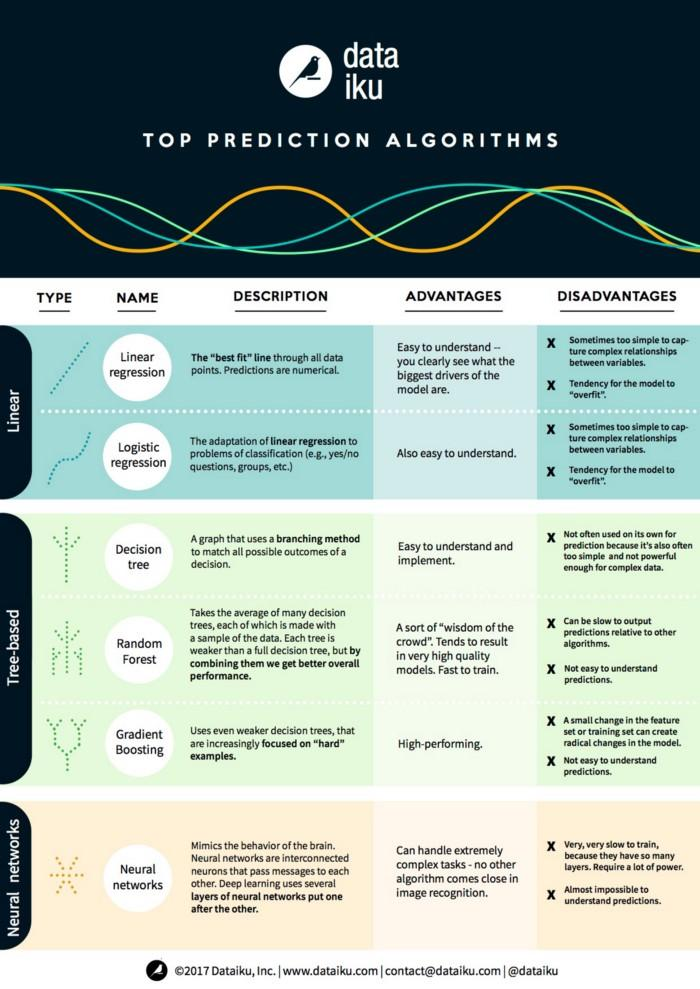 data
iku
TOP PREDICTION ALGORITHMS
TYPE
NAME
DESCRIPTION
ADVANTAGES
DISADVANTAGES
Linear
Linear
regression
The “best fit” line through all data
points. Predictions are numerical.
Easy to understand --
you clearly see what the
biggest drivers of the
model are.
X Sometimes too simple to cap-
ture complex relationships
between variables.
X Tendency for the model to
“overfit”.
Logistic
regression
The adaptation of linear regression to
problems of classification (e.g., yes/no
questions, groups, etc.)
Also easy to understand.
X Sometimes too simple to cap-
ture complex relationships
between variables.
X Tendency for the model to
“overfit”.
Tree-based
Decision
tree
A graph that uses a branching method
to match all possible outcomes of a
decision.
Easy to understand and
implement.
X Not often used on its own for
prediction because it's also often
too simple and not powerful
enough for complex data.
Random
Forest
Takes the average of many decision
trees, each of which is made with
a sample of the data. Each tree is
weaker than a full decision tree, but by
combining them we get better overall
performance.
A sort of “wisdom of the
crowd”. Tends to result
in very high quality
models. Fast to train.
X Can be slow to output
predictions relative to other
algorithms.
X Not easy to understand
predictions.
Gradient
Boosting
Uses even weaker decision trees, that
are increasingly focused on “hard”
examples.
High-performing.
X A small change in the feature
set or training set can create
radical changes in the model.
X Not easy to understand
predictions.
Neural networks
Neural
networks
Mimics the behavior of the brain.
Neural networks are interconnected
neurons that pass messages to each
other. Deep learning uses several
layers of neural networks put one
after the other.
Can handle extremely
complex tasks - no other
algorithm comes close in
image recognition.
X Very, very slow to train,
because they have so many
layers. Require a lot of power.
X Almost impossible to
understand predictions.
©2017 Dataiku, Inc. | www.dataiku.com | contact@dataiku.com | @dataiku